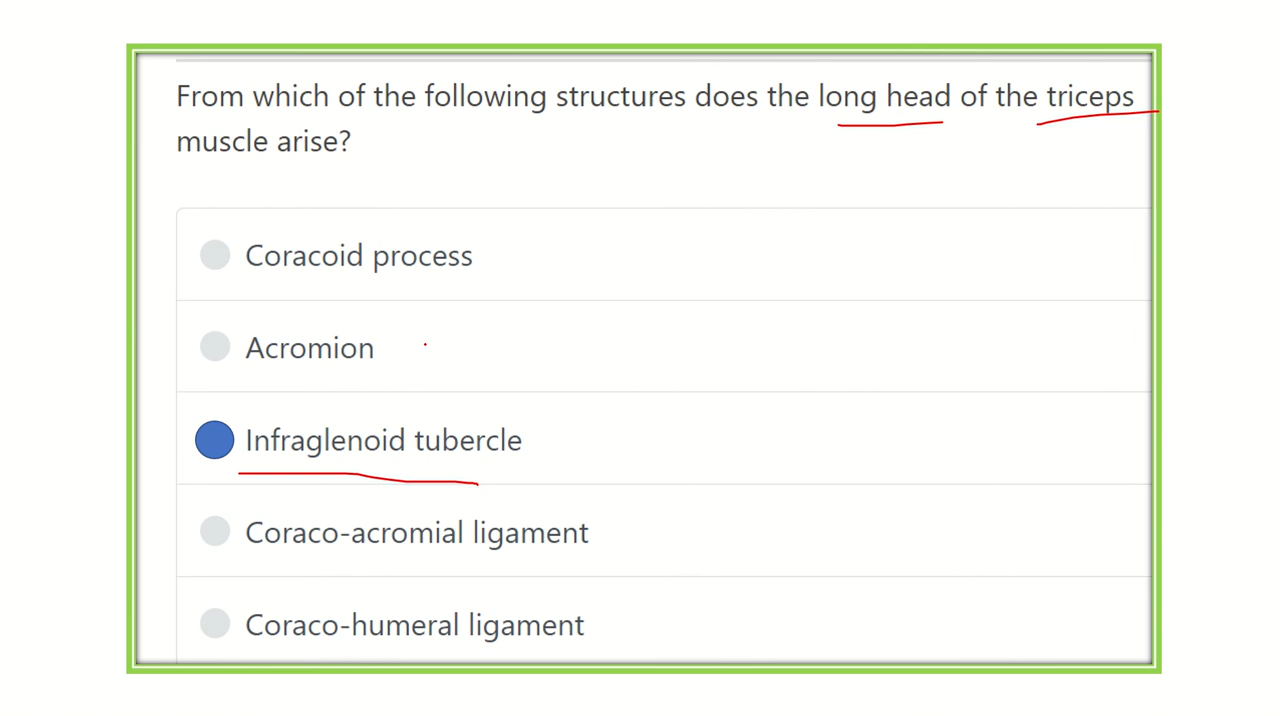 From which of the following structures does the long head of the triceps
muscle arise?
Coracoid process
Acromion
Infraglenoid tubercle
Coraco-acromial ligament
Coraco-humeral ligament